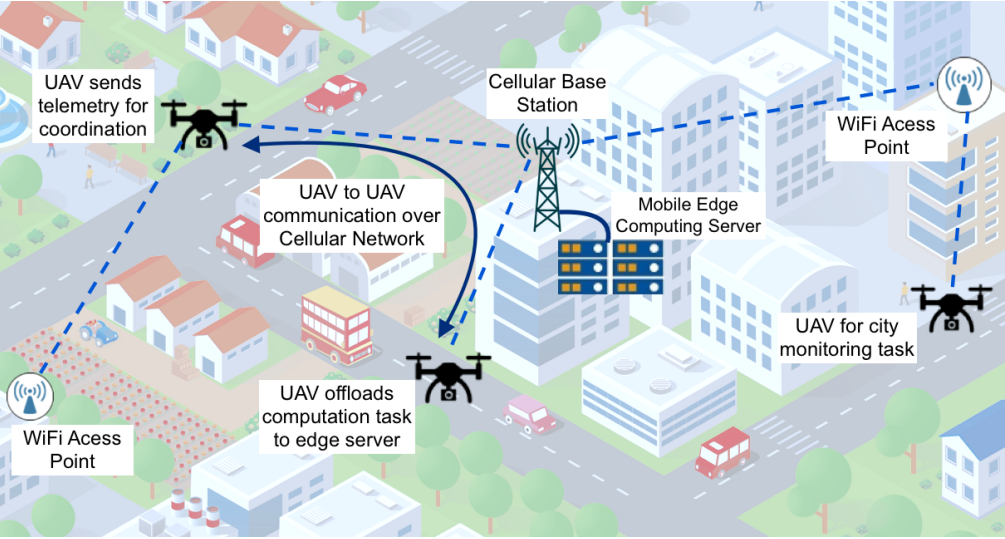 UAV sends
telemetry for
coordination
Cellular Base
Station
WiFi Acess
Point
UAV to UAV
communication over
Cellular Network
Mobile Edge
Computing Server
UAV for city
monitoring task
UAV offloads
computation task
to edge server
WiFi Acess
Point